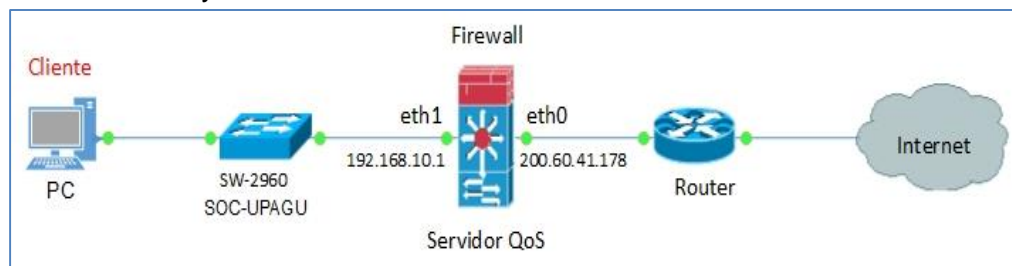 Firewall
Cliente
eth1
eth0
Internet
192.168.10.1
200.60.41.178
PC
SW-2960
SOC-UPAGU
Router
Servidor QoS